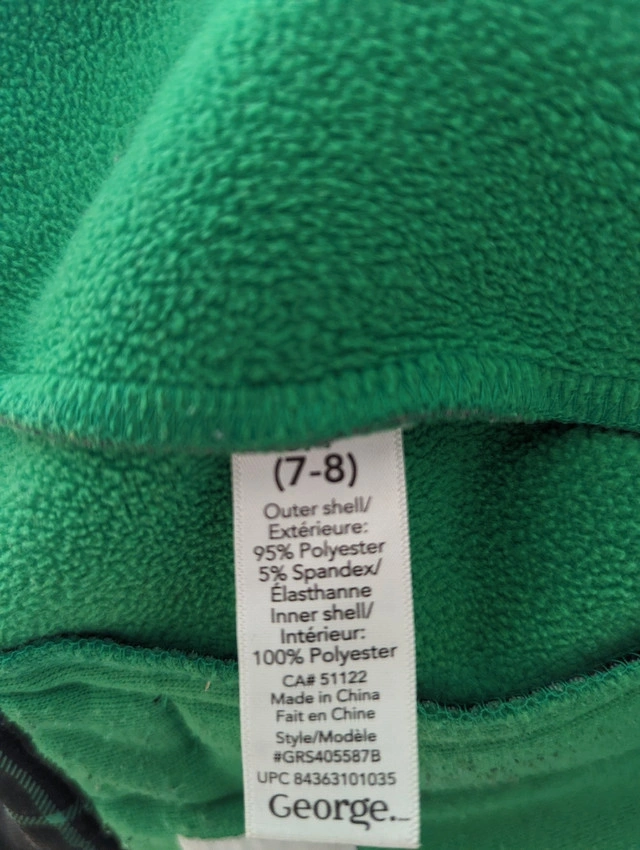 (7-8)
Outer shell/
Extérieure:
95% Polyester
5% Spandex/
Élasthanne
Inner shell/
Intérieur:
100% Polyester
CA# 51122
Made in China
Fait en Chine
Style/Modèle
#GRS405587B
UPC 84363101035
George.